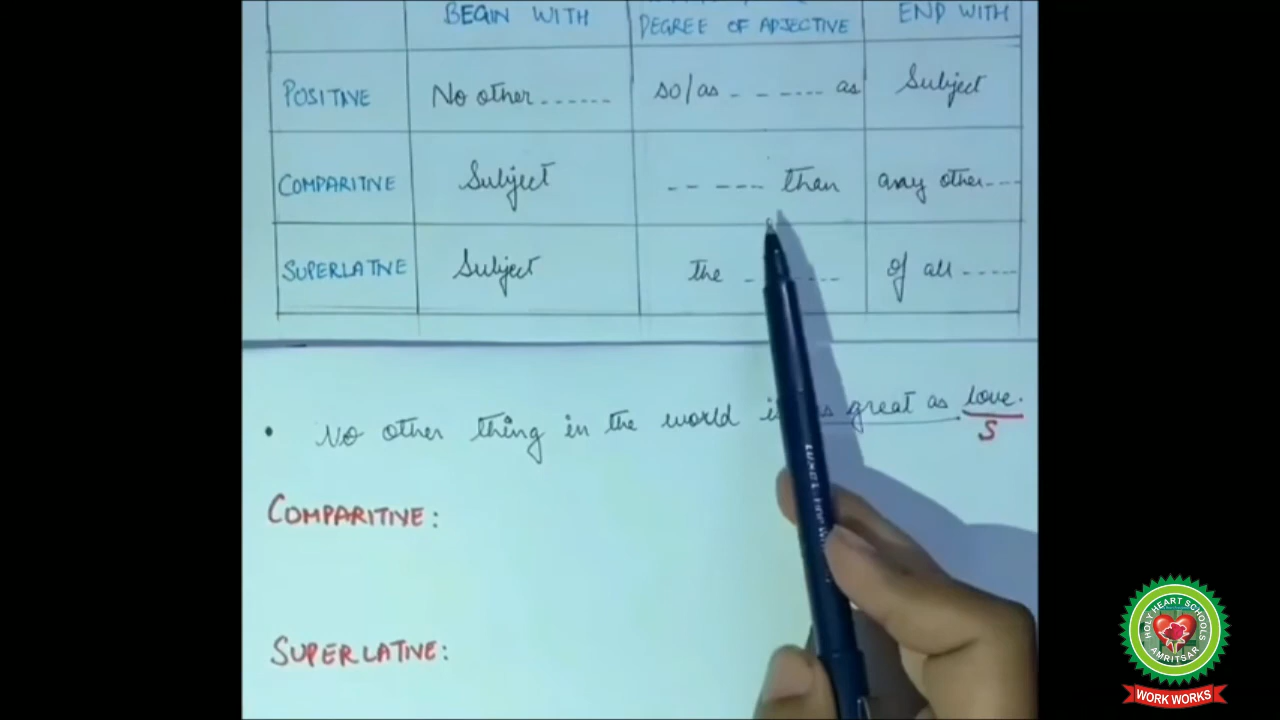 BEGIN WITH
DEGREE OF ADJECTIVE
END WITH
POSITIVE No other ------ so/as - - ---- as Subject
COMPARITIVE Subject - - - --- than any other---
SUPERLATIVE Subject the - ---- of all -----
• No other thing in the world great as love.
S
COMPARITIVE:
SUPERLATIVE:
HOLY HEART SCHOOLS
AMRITSAR
WORK WORKS